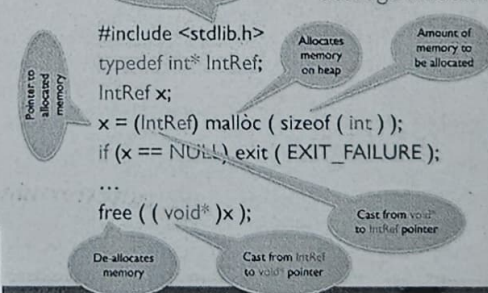 #include <stdlib.h>
typedef int* IntRef;
IntRef x;
x = (IntRef) malloc ( sizeof ( int ) );
if (x == NULL) exit ( EXIT_FAILURE );
...
free ( ( void* )x );
Pointer to
allocated
memory
Allocates
memory
on heap
Amount of
memory to
be allocated
Cast from void*
to IntRef pointer
De-allocates
memory
Cast from IntRef
to void* pointer